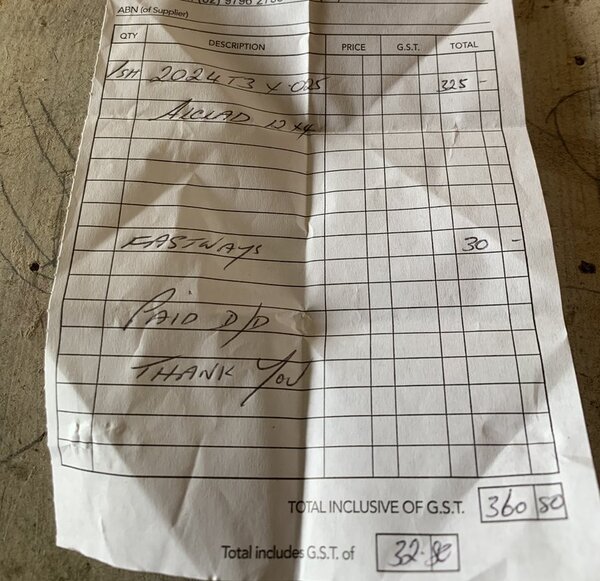 ABN (of Supplier)
QTY DESCRIPTION PRICE G.S.T. TOTAL
1SH 2024T3 x 025 325 -
ALCLAD 12x4
FASTWAYS 30 -
PAID D/D
THANK YOU
TOTAL INCLUSIVE OF G.S.T. 360 80
Total includes G.S.T. of 32.80